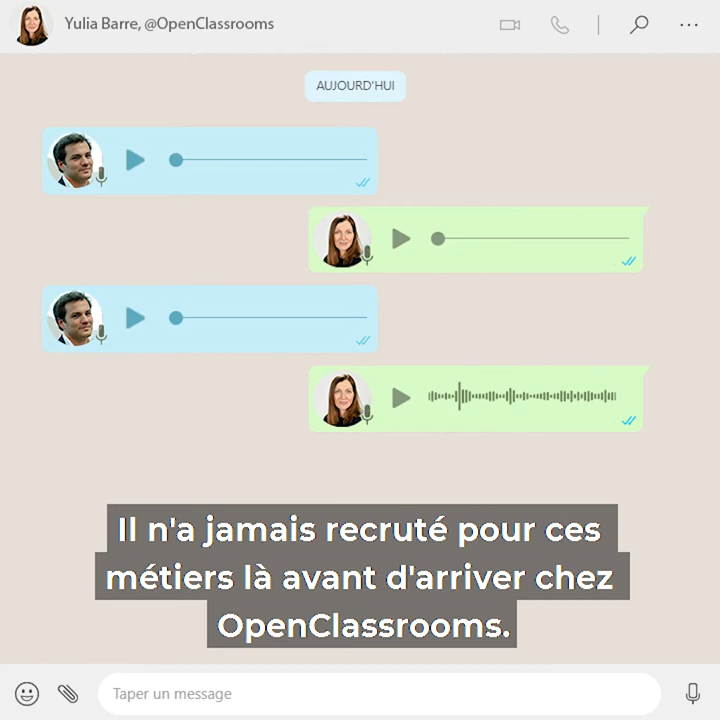 Yulia Barre, @OpenClassrooms
AUJOURD'HUI
Il n'a jamais recruté pour ces
métiers là avant d'arriver chez
OpenClassrooms.
Taper un message